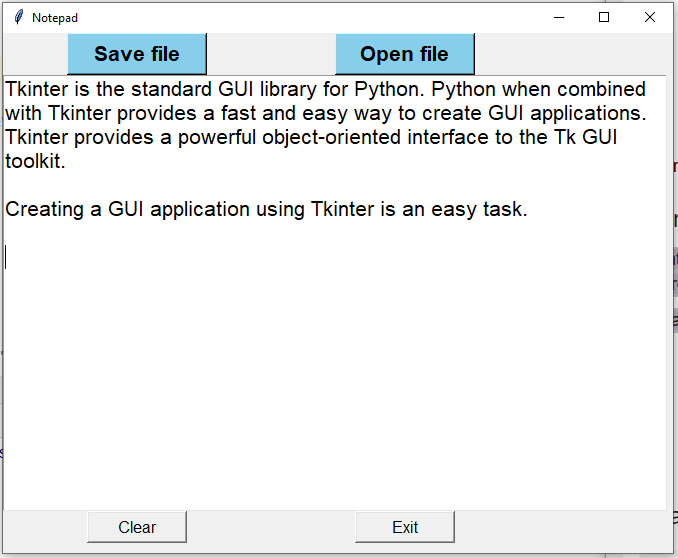 Notepad
Save file Open file
Tkinter is the standard GUI library for Python. Python when combined
with Tkinter provides a fast and easy way to create GUI applications.
Tkinter provides a powerful object-oriented interface to the Tk GUI
toolkit.
Creating a GUI application using Tkinter is an easy task.
Clear Exit